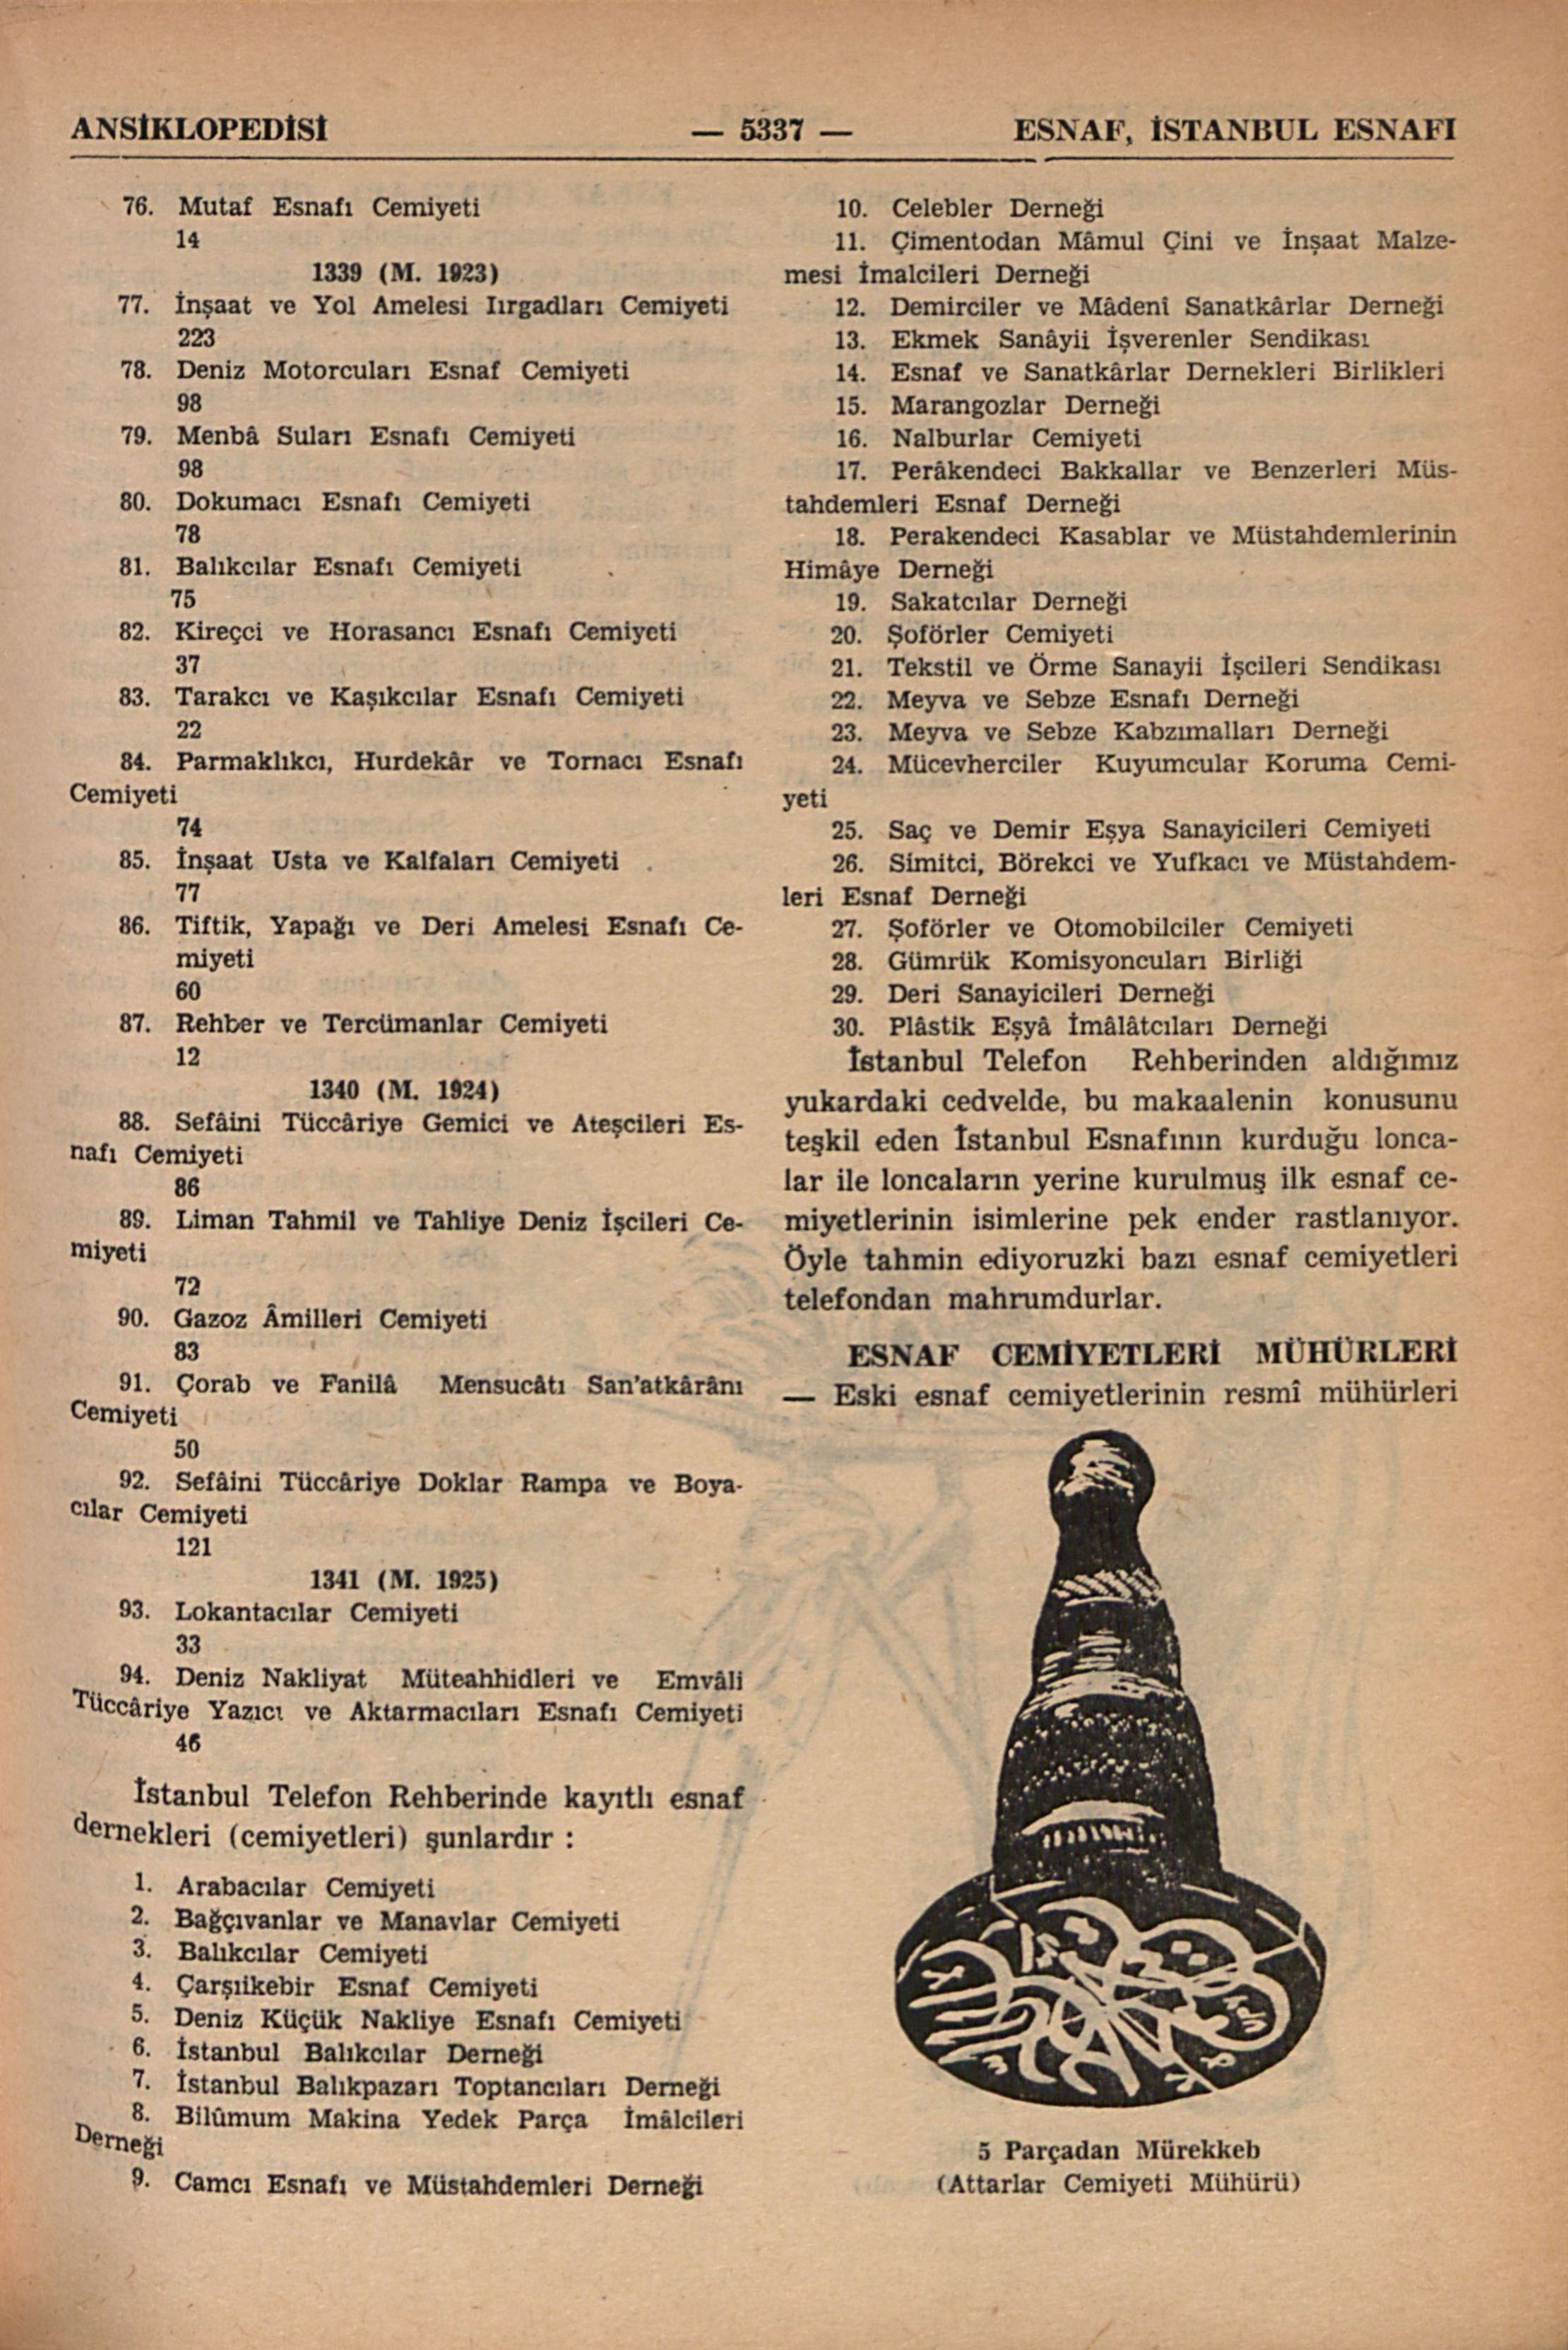 ANSİKLOPEDİSİ — 5337 — ESNAF, İSTANBUL ESNAFI
76. Mutaf Esnafı Cemiyeti
14
1339 (M. 1923)
77. İnşaat ve Yol Amelesi Iırgadları Cemiyeti
223
78. Deniz Motorcuları Esnaf Cemiyeti
98
79. Menbâ Suları Esnafı Cemiyeti
98
80. Dokumacı Esnafı Cemiyeti
78
81. Balıkcılar Esnafı Cemiyeti
75
82. Kireçci ve Horasancı Esnafı Cemiyeti
37
83. Tarakcı ve Kaşıkcılar Esnafı Cemiyeti
22
84. Parmaklıkcı, Hurdekâr ve Tornacı Esnafı
Cemiyeti
74
85. İnşaat Usta ve Kalfaları Cemiyeti
77
86. Tiftik, Yapağı ve Deri Amelesi Esnafı Ce-
miyeti
60
87. Rehber ve Tercümanlar Cemiyeti
12
1340 (M. 1924)
88. Sefâini Tüccâriye Gemici ve Ateşcileri Es-
nafı Cemiyeti
86
89. Liman Tahmil ve Tahliye Deniz İşcileri Ce-
miyeti
72
90. Gazoz Âmilleri Cemiyeti
83
91. Çorab ve Fanilâ Mensucâtı San'atkârânı
Cemiyeti
50
92. Sefâini Tüccâriye Doklar Rampa ve Boya-
cılar Cemiyeti
121
1341 (M. 1925)
93. Lokantacılar Cemiyeti
33
94. Deniz Nakliyat Müteahhidleri ve Emvâli
Tüccâriye Yazıcı ve Aktarmacıları Esnafı Cemiyeti
46
İstanbul Telefon Rehberinde kayıtlı esnaf
dernekleri (cemiyetleri) şunlardır :
1. Arabacılar Cemiyeti
2. Bağçıvanlar ve Manavlar Cemiyeti
3. Balıkcılar Cemiyeti
4. Çarşıikebir Esnaf Cemiyeti
5. Deniz Küçük Nakliye Esnafı Cemiyeti
6. İstanbul Balıkcılar Derneği
7. İstanbul Balıkpazarı Toptancıları Derneği
8. Bilûmum Makina Yedek Parça İmâlcileri
Derneği
9. Camcı Esnafı ve Müstahdemleri Derneği
10. Celebler Derneği
11. Çimentodan Mâmul Çini ve İnşaat Malze-
mesi İmalcileri Derneği
12. Demirciler ve Mâdenî Sanatkârlar Derneği
13. Ekmek Sanâyii İşverenler Sendikası
14. Esnaf ve Sanatkârlar Dernekleri Birlikleri
15. Marangozlar Derneği
16. Nalburlar Cemiyeti
17. Perâkendeci Bakkallar ve Benzerleri Müs-
tahdemleri Esnaf Derneği
18. Perakendeci Kasablar ve Müstahdemlerinin
Himâye Derneği
19. Sakatcılar Derneği
20. Şoförler Cemiyeti
21. Tekstil ve Örme Sanayii İşcileri Sendikası
22. Meyva ve Sebze Esnafı Derneği
23. Meyva ve Sebze Kabzımalları Derneği
24. Mücevherciler Kuyumcular Koruma Cemi-
yeti
25. Saç ve Demir Eşya Sanayicileri Cemiyeti
26. Simitci, Börekci ve Yufkacı ve Müstahdem-
leri Esnaf Derneği
27. Şoförler ve Otomobilciler Cemiyeti
28. Gümrük Komisyoncuları Birliği
29. Deri Sanayicileri Derneği
30. Plâstik Eşyâ İmâlâtcıları Derneği
İstanbul Telefon Rehberinden aldığımız
yukardaki cedvelde, bu makaalenin konusunu
teşkil eden İstanbul Esnafının kurduğu lonca-
lar ile loncaların yerine kurulmuş ilk esnaf ce-
miyetlerinin isimlerine pek ender rastlanıyor.
Öyle tahmin ediyoruzki bazı esnaf cemiyetleri
telefondan mahrumdurlar.
ESNAF CEMİYETLERİ MÜHÜRLERİ
— Eski esnaf cemiyetlerinin resmî mühürleri
5 Parçadan Mürekkeb
(Attarlar Cemiyeti Mühürü)